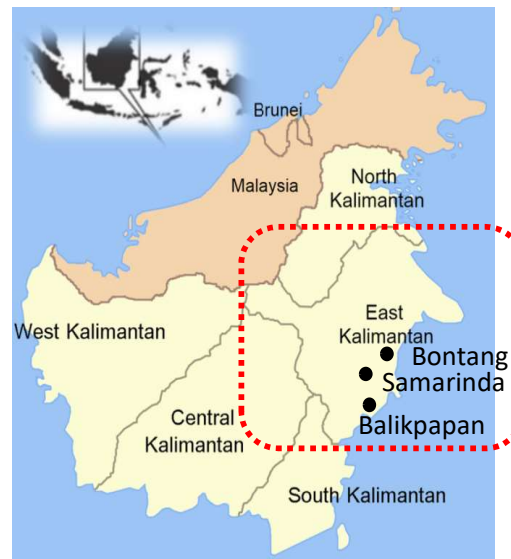 Brunei
Malaysia
North
Kalimantan
East
Kalimantan
West Kalimantan
Bontang
Samarinda
Balikpapan
Central
Kalimantan
South Kalimantan